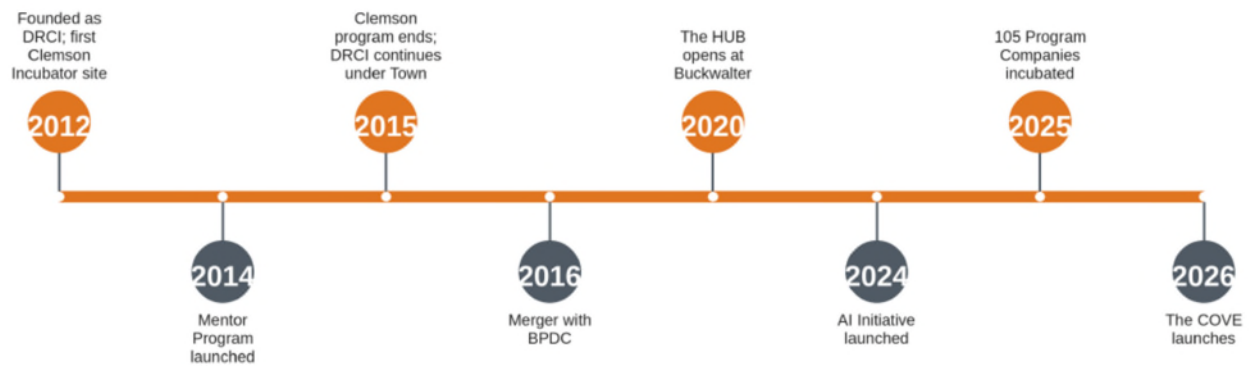 Founded as
DRCI; first
Clemson
Incubator site
2012
Mentor
Program
launched
2014
Clemson
program ends;
DRCI continues
under Town
2015
2016
Merger with
BPDC
The HUB
opens at
Buckwalter
2020
2024
AI Initiative
launched
105 Program
Companies
incubated
2025
2026
The COVE
launches